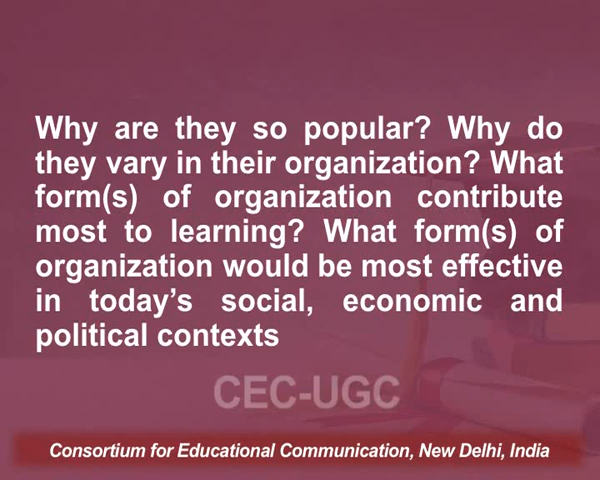 Why are they so popular? Why do
they vary in their organization? What
form(s) of organization contribute
most to learning? What form(s) of
organization would be most effective
in today’s social, economic and
political contexts
CEC-UGC
Consortium for Educational Communication, New Delhi, India